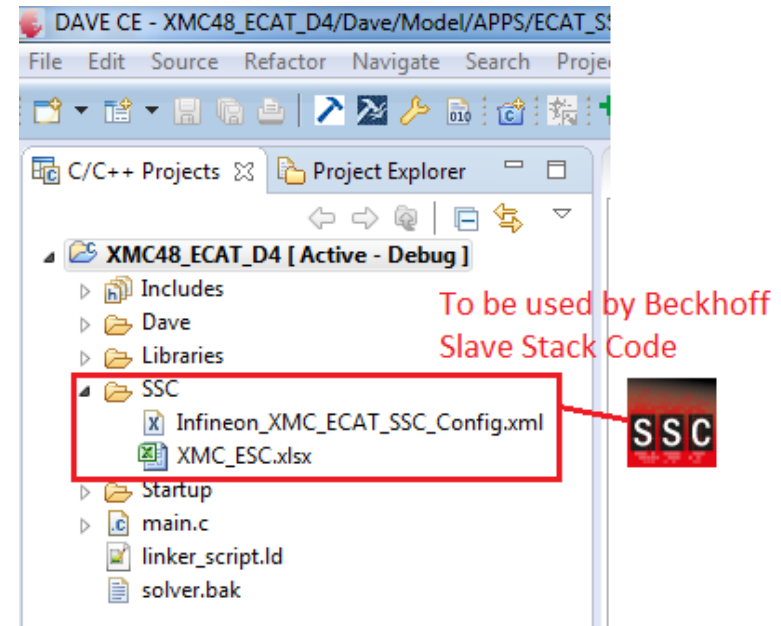 DAVE CE - XMC48_ECAT_D4/Dave/Model/APPS/ECAT_S
File Edit Source Refactor Navigate Search Proje
010
C/C++ Projects Project Explorer
XMC48_ECAT_D4 [ Active - Debug ]
Includes
Dave
Libraries
SSC
Infineon_XMC_ECAT_SSC_Config.xml
XMC_ESC.xlsx
Startup
main.c
linker_script.ld
solver.bak
To be used by Beckhoff
Slave Stack Code
SSC